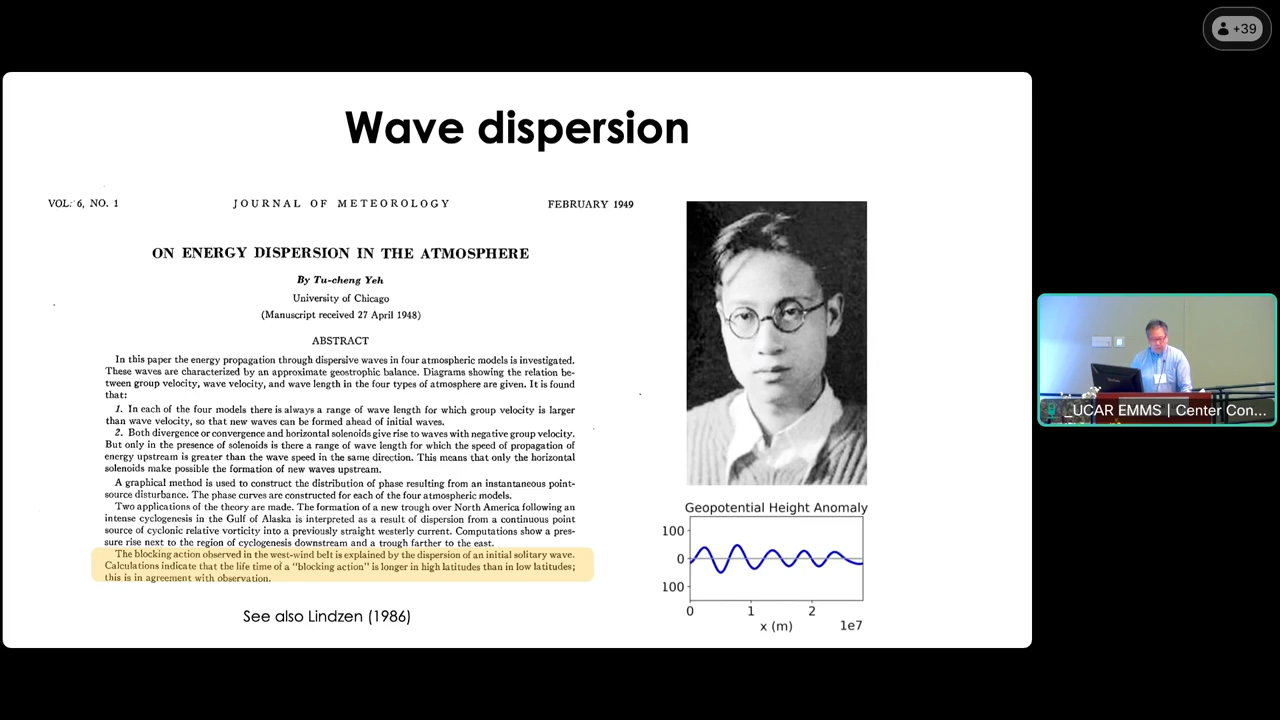 +39
Wave dispersion
VOL. 6, NO. 1 JOURNAL OF METEOROLOGY FEBRUARY 1949
ON ENERGY DISPERSION IN THE ATMOSPHERE
By Tu-cheng Yeh
University of Chicago
(Manuscript received 27 April 1948)
ABSTRACT
In this paper the energy propagation through dispersive waves in four atmospheric models is investigated.
These waves are characterized by an approximate geostrophic balance. Diagrams showing the relation be-
tween group velocity, wave velocity, and wave length in the four types of atmosphere are given. It is found
that:
1. In each of the four models there is always a range of wave length for which group velocity is larger
than wave velocity, so that new waves can be formed ahead of initial waves.
2. Both divergence or convergence and horizontal solenoids give rise to waves with negative group velocity.
But only in the presence of solenoids is there a range of wave length for which the speed of propagation of
energy upstream is greater than the wave speed in the same direction. This means that only the horizontal
solenoids make possible the formation of new waves upstream.
A graphical method is used to construct the distribution of phase resulting from an instantaneous point-
source disturbance. The phase curves are constructed for each of the four atmospheric models.
Two applications of the theory are made. The formation of a new trough over North America following an
intense cyclogenesis in the Gulf of Alaska is interpreted as a result of dispersion from a continuous point
source of cyclonic relative vorticity into a previously straight westerly current. Computations show a pres-
sure rise next to the region of cyclogenesis downstream and a trough farther to the east.
The blocking action observed in the west-wind belt is explained by the dispersion of an initial solitary wave.
Calculations indicate that the life time of a "blocking action" is longer in high latitudes than in low latitudes;
this is in agreement with observation.
See also Lindzen (1986)
Geopotential Height Anomaly
100
0
100
0 1 2
x (m) 1e7
_UCAR EMMS | Center Con...